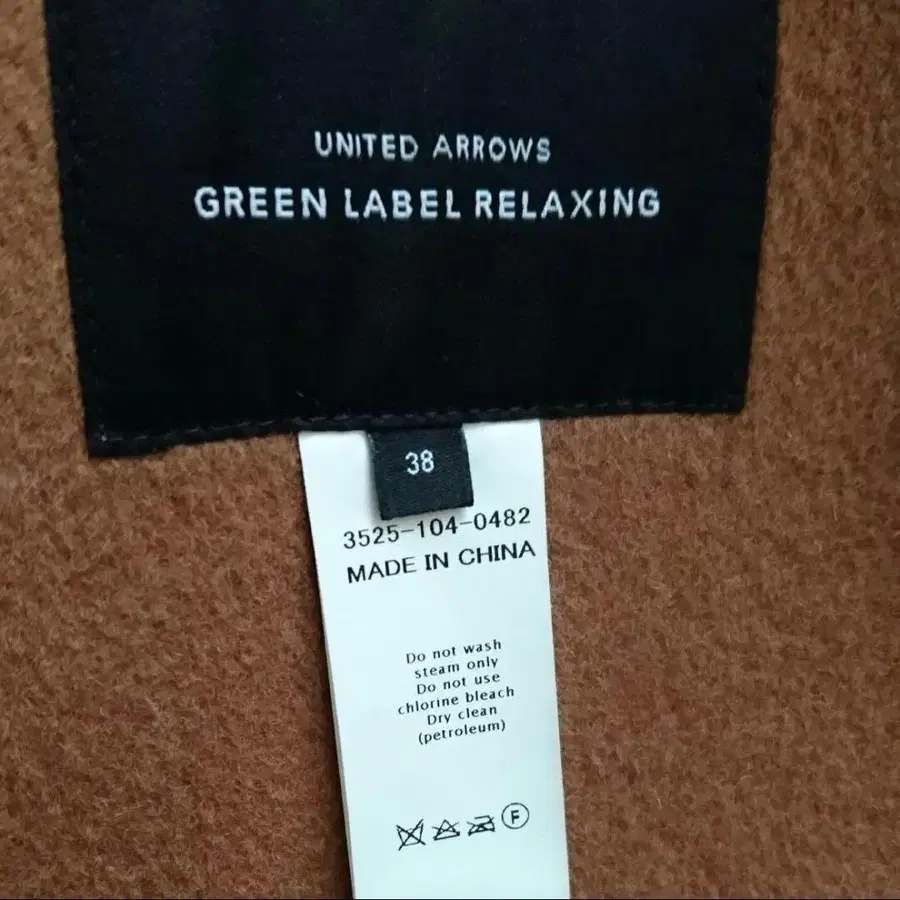 UNITED ARROWS
GREEN LABEL RELAXING
38
3525-104-0482
MADE IN CHINA
Do not wash
steam only
Do not use
chlorine bleach
Dry clean
(petroleum)
F